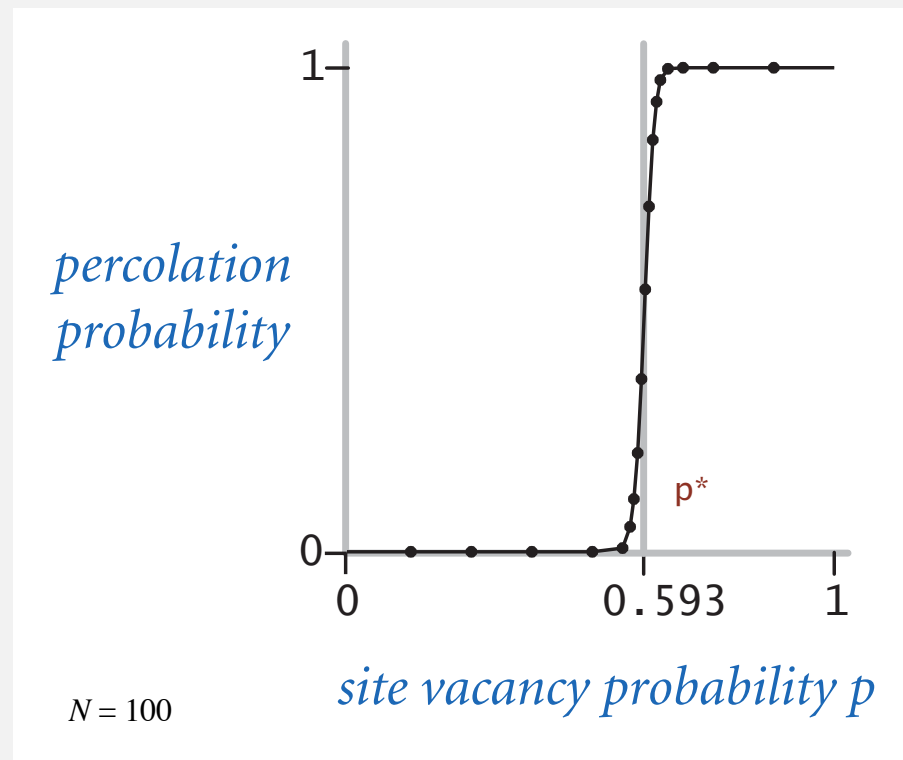 1
percolation
probability
p*
0
0
0.593
1
site vacancy probability p
N = 100